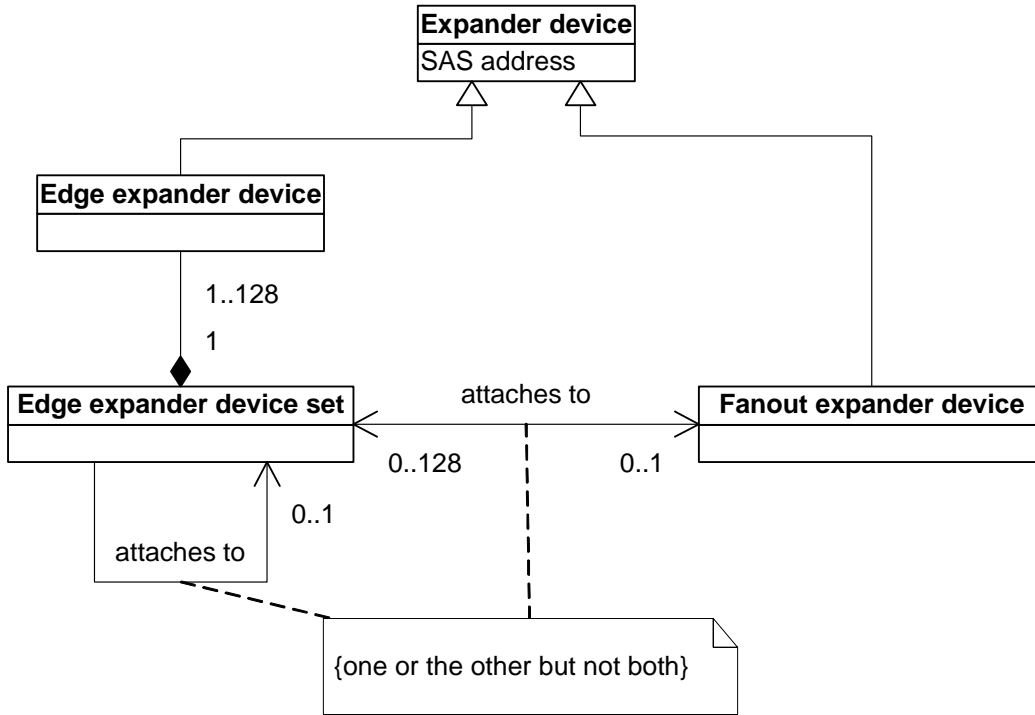 Expander device
SAS address
Edge expander device
1..128
1
Edge expander device set
attaches to
Fanout expander device
0..128
0..1
0..1
attaches to
{one or the other but not both}